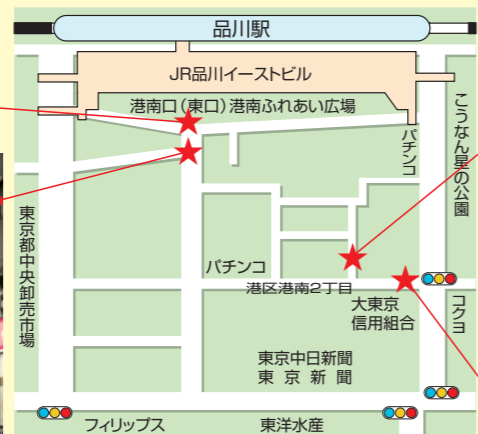 品川駅
JR品川イーストビル
港南口(東口)港南ふれあい広場
パチンコ
こうなん星の公園
東京都中央卸売市場
パチンコ
港区港南2丁目
大東京
信用組合
コクヨ
東京中日新聞
東京新聞
フィリップス
東洋水産